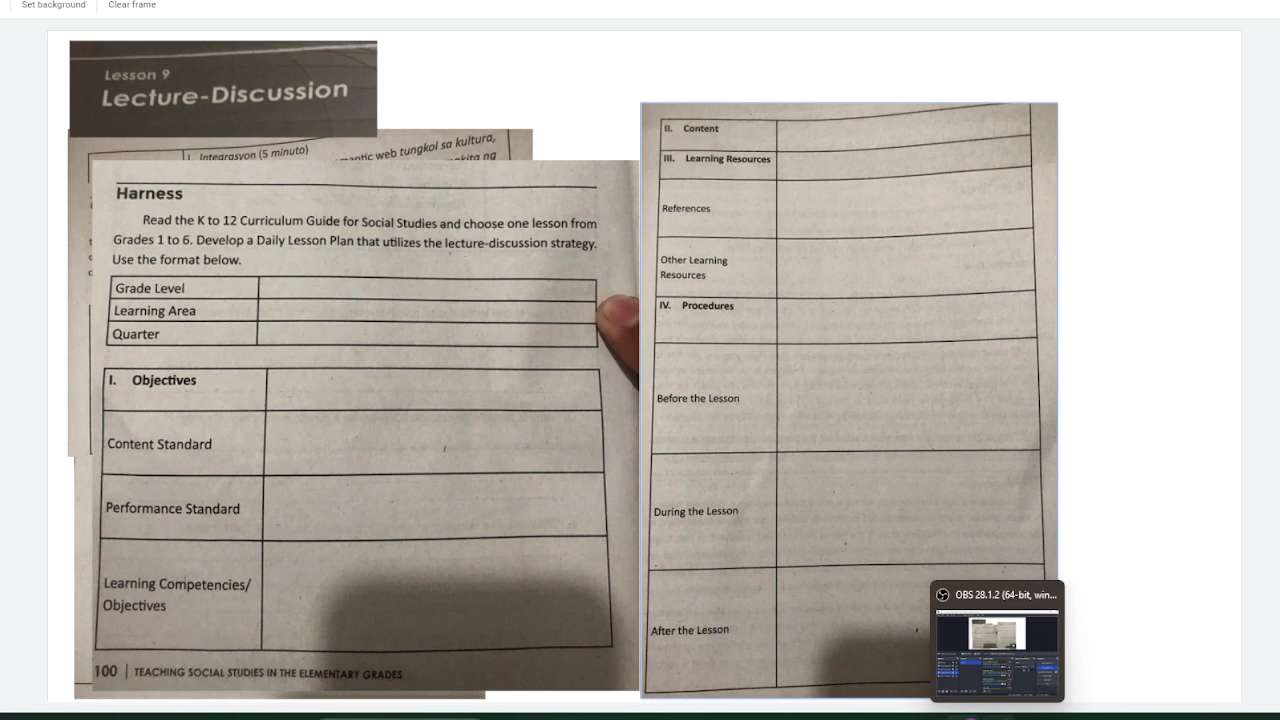 Set background
Clear frame
Lesson 9
Lecture-Discussion
I. Integrasyon (5 minuto)
web tungkol sa kultura,
ng
Harness
Read the K to 12 Curriculum Guide for Social Studies and choose one lesson from
Grades 1 to 6. Develop a Daily Lesson Plan that utilizes the lecture-discussion strategy.
Use the format below.
Grade Level
Learning Area
Quarter
I. Objectives
Content Standard
Performance Standard
Learning Competencies/
Objectives
100 | TEACHING SOCIAL STUDIES IN THE ELEMENTARY GRADES
II. Content
III. Learning Resources
References
Other Learning
Resources
IV. Procedures
Before the Lesson
During the Lesson
After the Lesson
OBS 28.1.2 (64-bit, win...